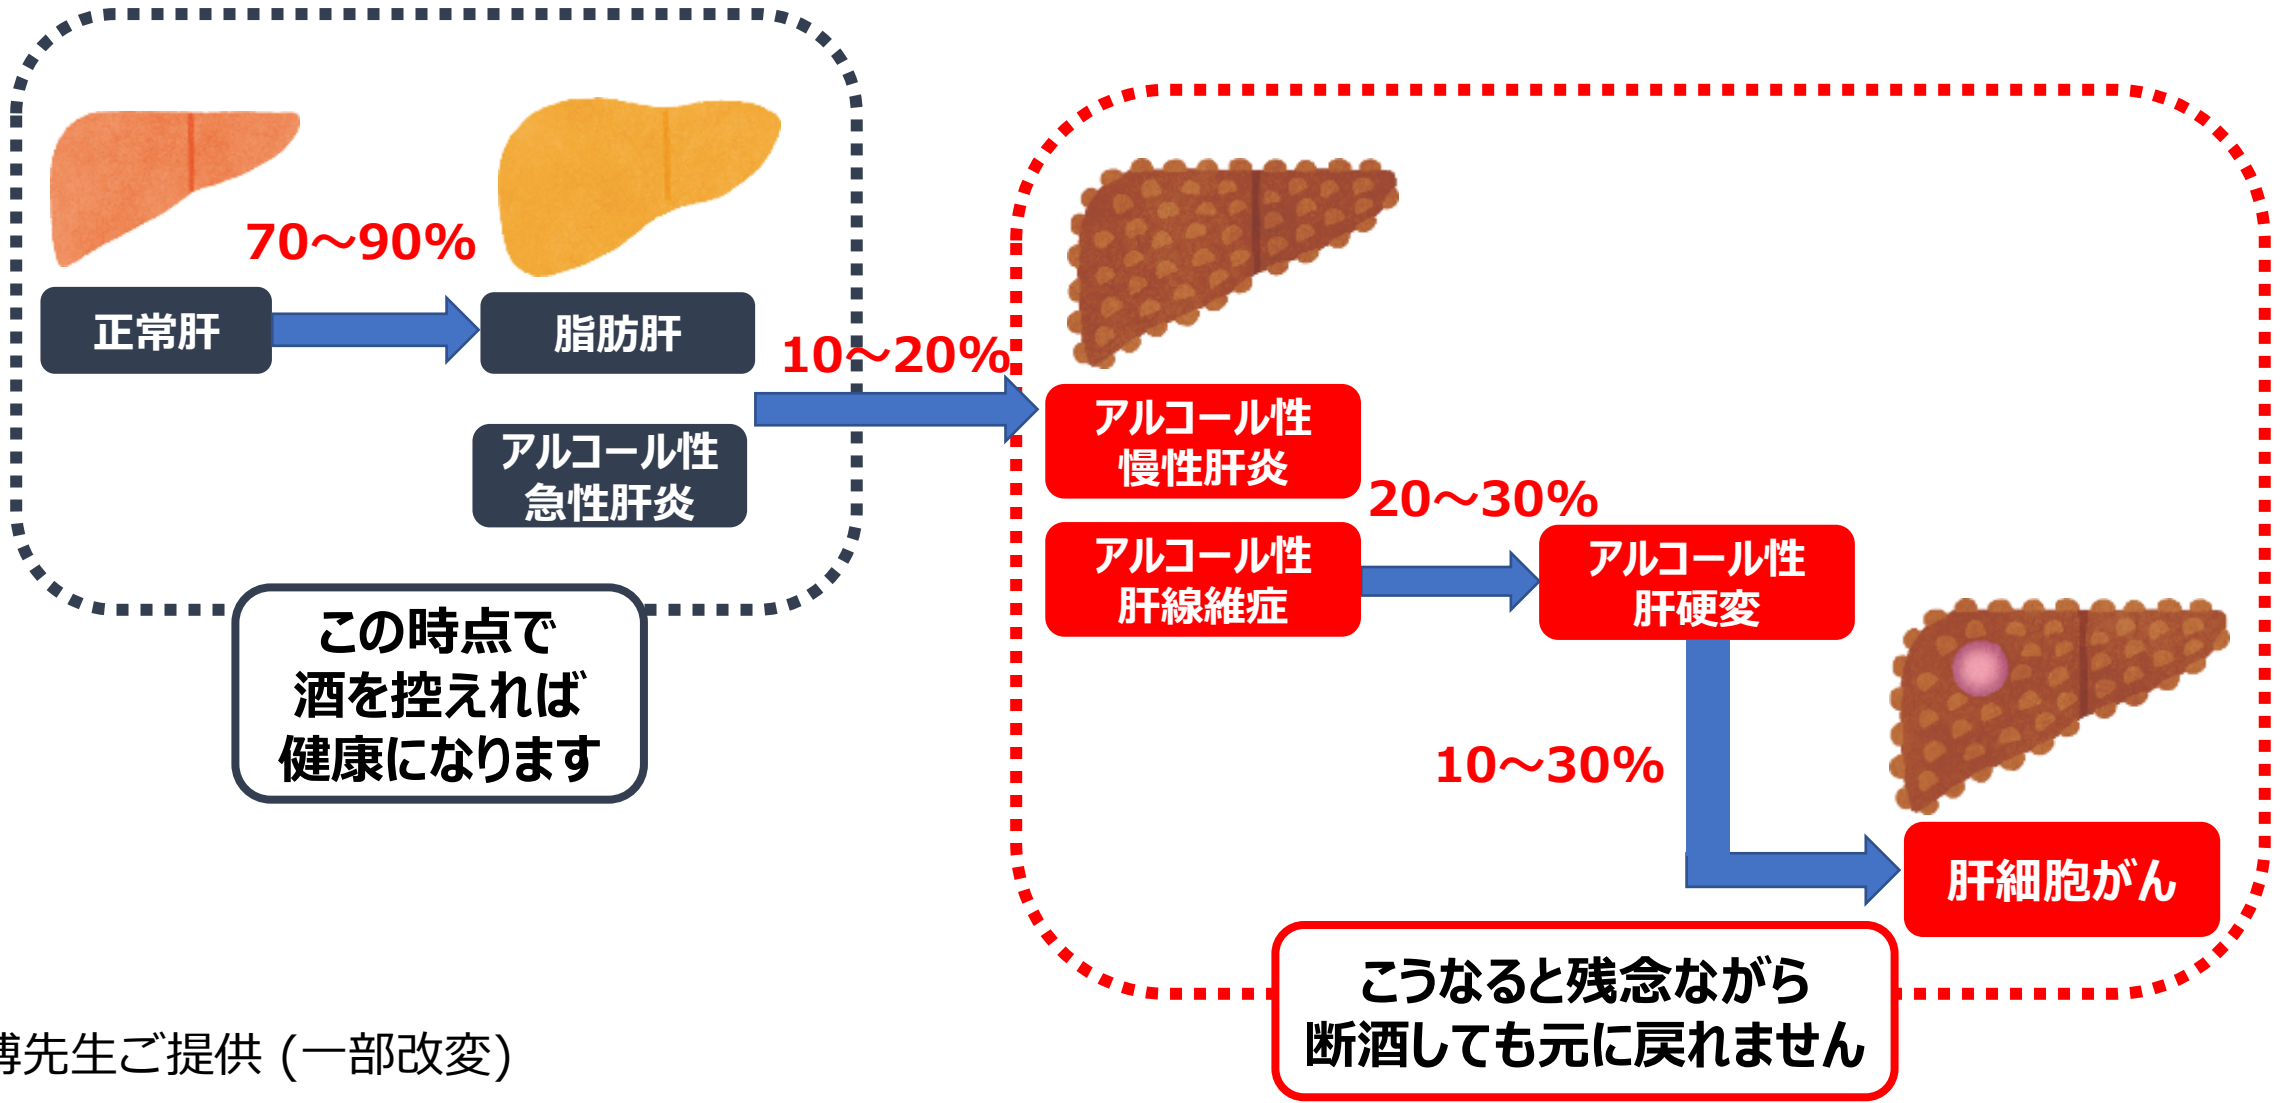 70～90%
正常肝
脂肪肝
10～20%
アルコール性
急性肝炎
この時点で
酒を控えれば
健康になります
アルコール性
慢性肝炎
20～30%
アルコール性
肝線維症
アルコール性
肝硬変
10～30%
肝細胞がん
こうなると残念ながら
断酒しても元に戻れません
博先生ご提供 (一部改変)